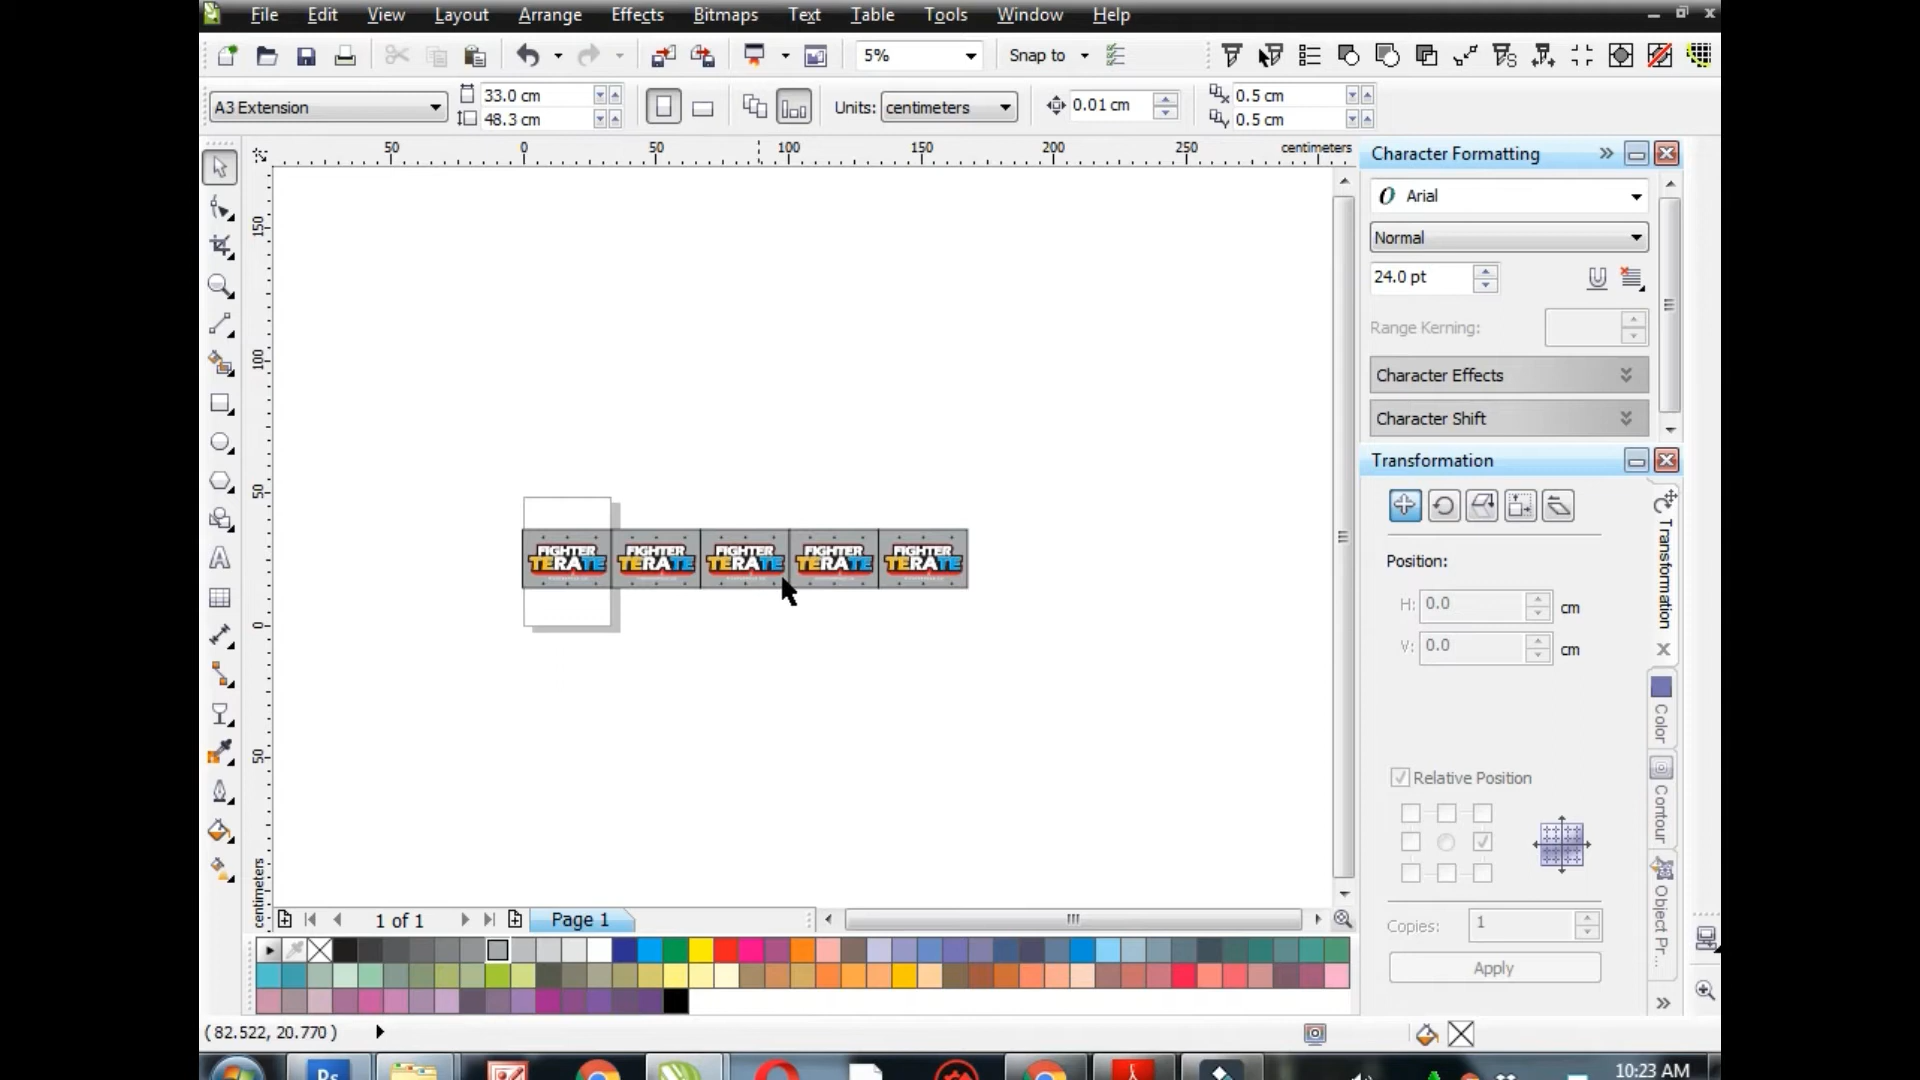 File Edit View Layout Arrange Effects Bitmaps Text Table Tools Window Help
5% Snap to
A3 Extension 33.0 cm 48.3 cm Units: centimeters 0.01 cm 0.5 cm 0.5 cm
50 0 50 100 150 200 250 centimeters
150
100
50
0
50
centimeters
FIGHTER TERATE
FIGHTER TERATE
FIGHTER TERATE
FIGHTER TERATE
FIGHTER TERATE
Character Formatting
Arial
Normal
24.0 pt
Range Kerning:
Character Effects
Character Shift
Transformation
Position:
H: 0.0 cm
V: 0.0 cm
Relative Position
Copies: 1
Apply
Transformation
Color
Contour
Object Pr...
1 of 1 Page 1
( 82.522, 20.770 )
Ps
10:23 AM